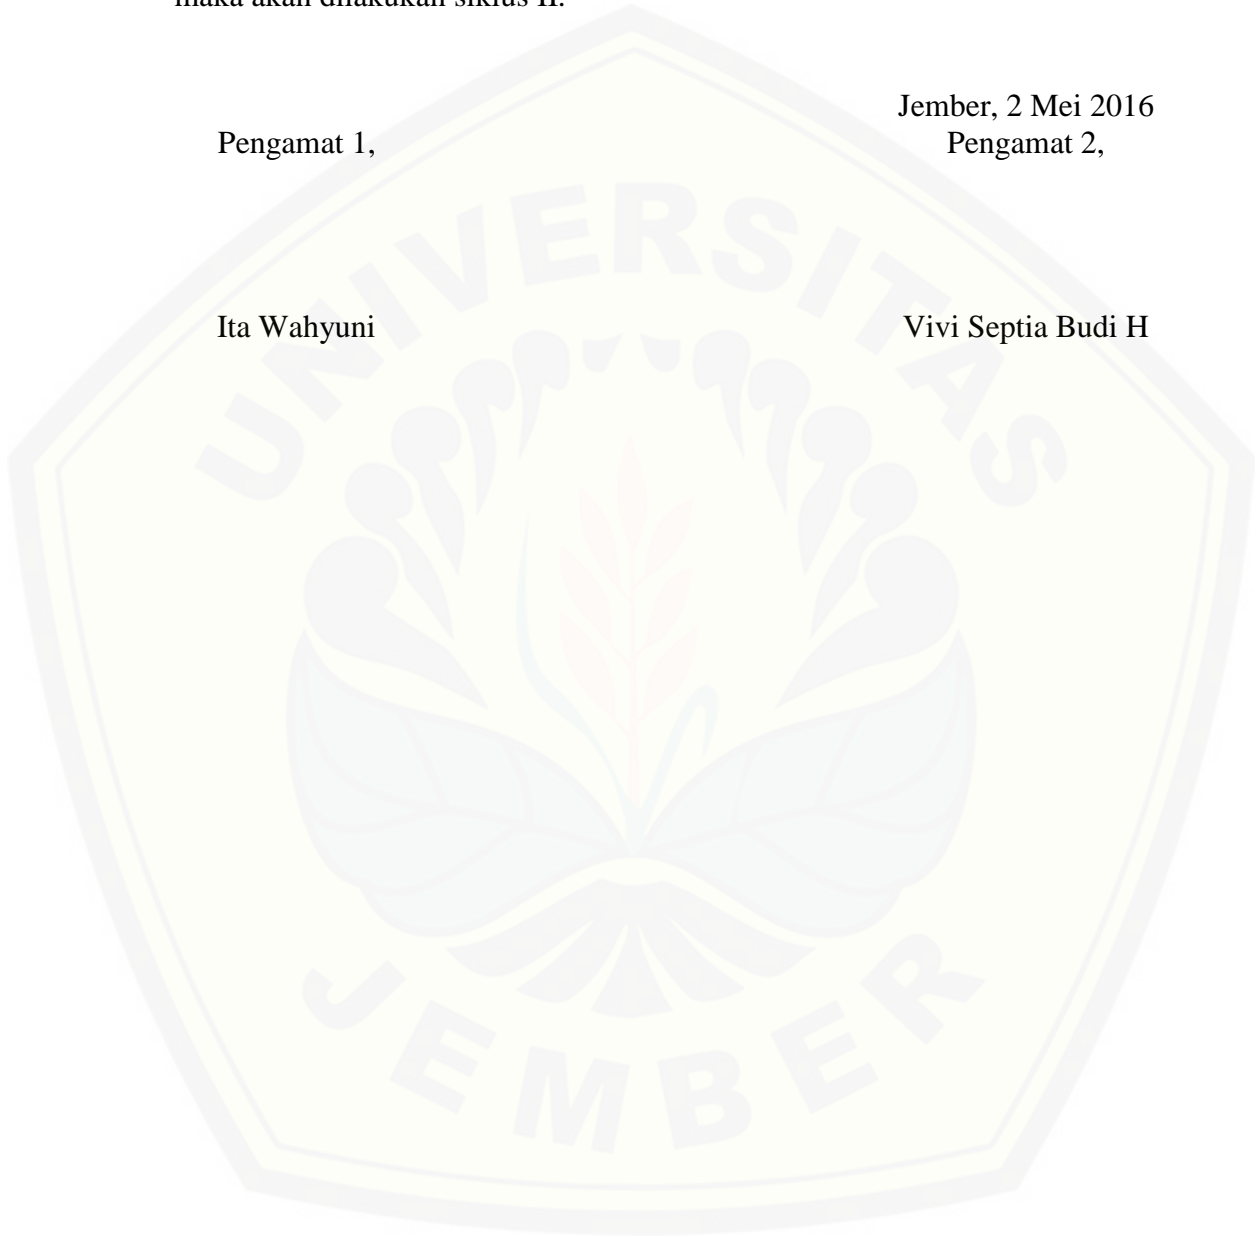 maka akan dilakukan siklus II.
Jember, 2 Mei 2016
Pengamat 1,
Pengamat 2,
Ita Wahyuni
Vivi Septia Budi H
UNIVERSITAS
JEMBER